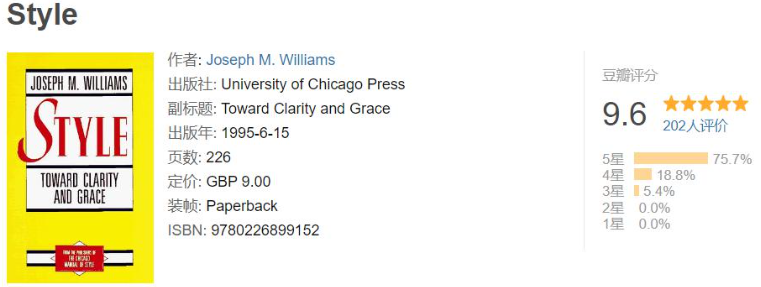 Style
JOSEPH M. WILLIAMS
STYLE
TOWARD CLARITY
AND GRACE
FROM THE PUBLISHERS OF
THE CHICAGO
MANUAL OF STYLE
作者: Joseph M. Williams
出版社: University of Chicago Press
副标题: Toward Clarity and Grace
出版年: 1995-6-15
页数: 226
定价: GBP 9.00
装帧: Paperback
ISBN: 9780226899152
豆瓣评分
9.6
202人评价
5星 75.7%
4星 18.8%
3星 5.4%
2星 0.0%
1星 0.0%